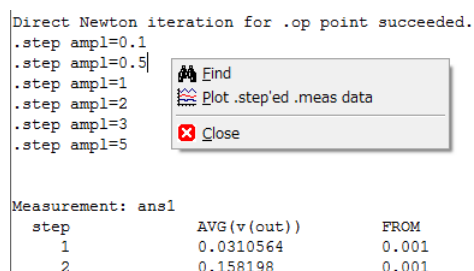 Direct Newton iteration for .op point succeeded.
.step ampl=0.1
.step ampl=0.5
.step ampl=1
.step ampl=2
.step ampl=3
.step ampl=5
Find
Plot .step'ed .meas data
Close
Measurement: ans1
step AVG(v(out)) FROM
1 0.0310564 0.001
2 0.158198 0.001